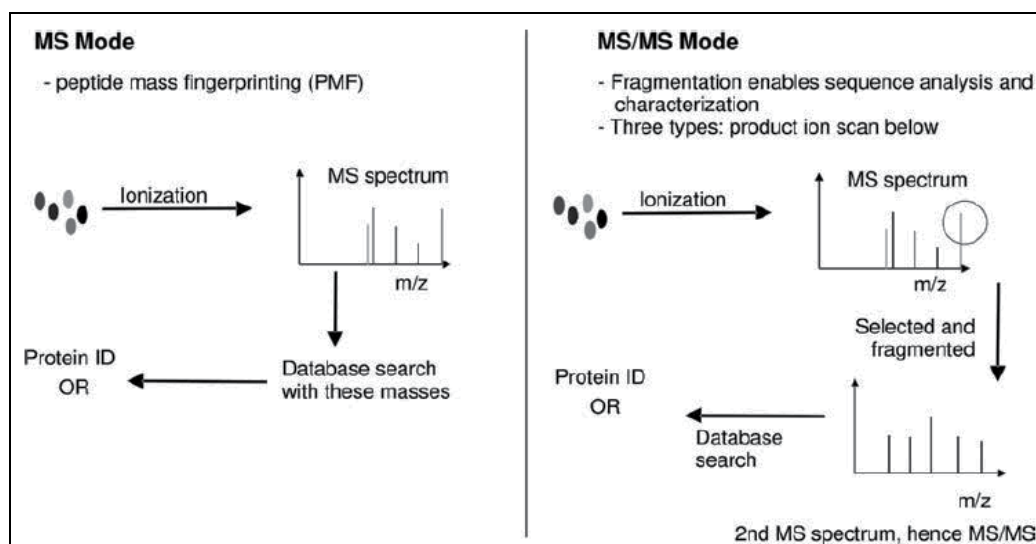 MS Mode
- peptide mass fingerprinting (PMF)
Ionization
MS spectrum
m/z
Database search
with these masses
Protein ID
OR
MS/MS Mode
- Fragmentation enables sequence analysis and
characterization
- Three types: product ion scan below
Ionization
MS spectrum
m/z
Selected and
fragmented
Protein ID
OR
Database
search
m/z
2nd MS spectrum, hence MS/MS